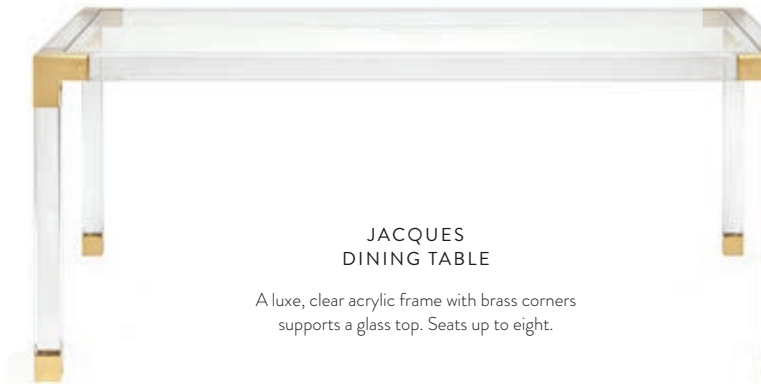 JACQUES
DINING TABLE
A luxe, clear acrylic frame with brass corners
supports a glass top. Seats up to eight.